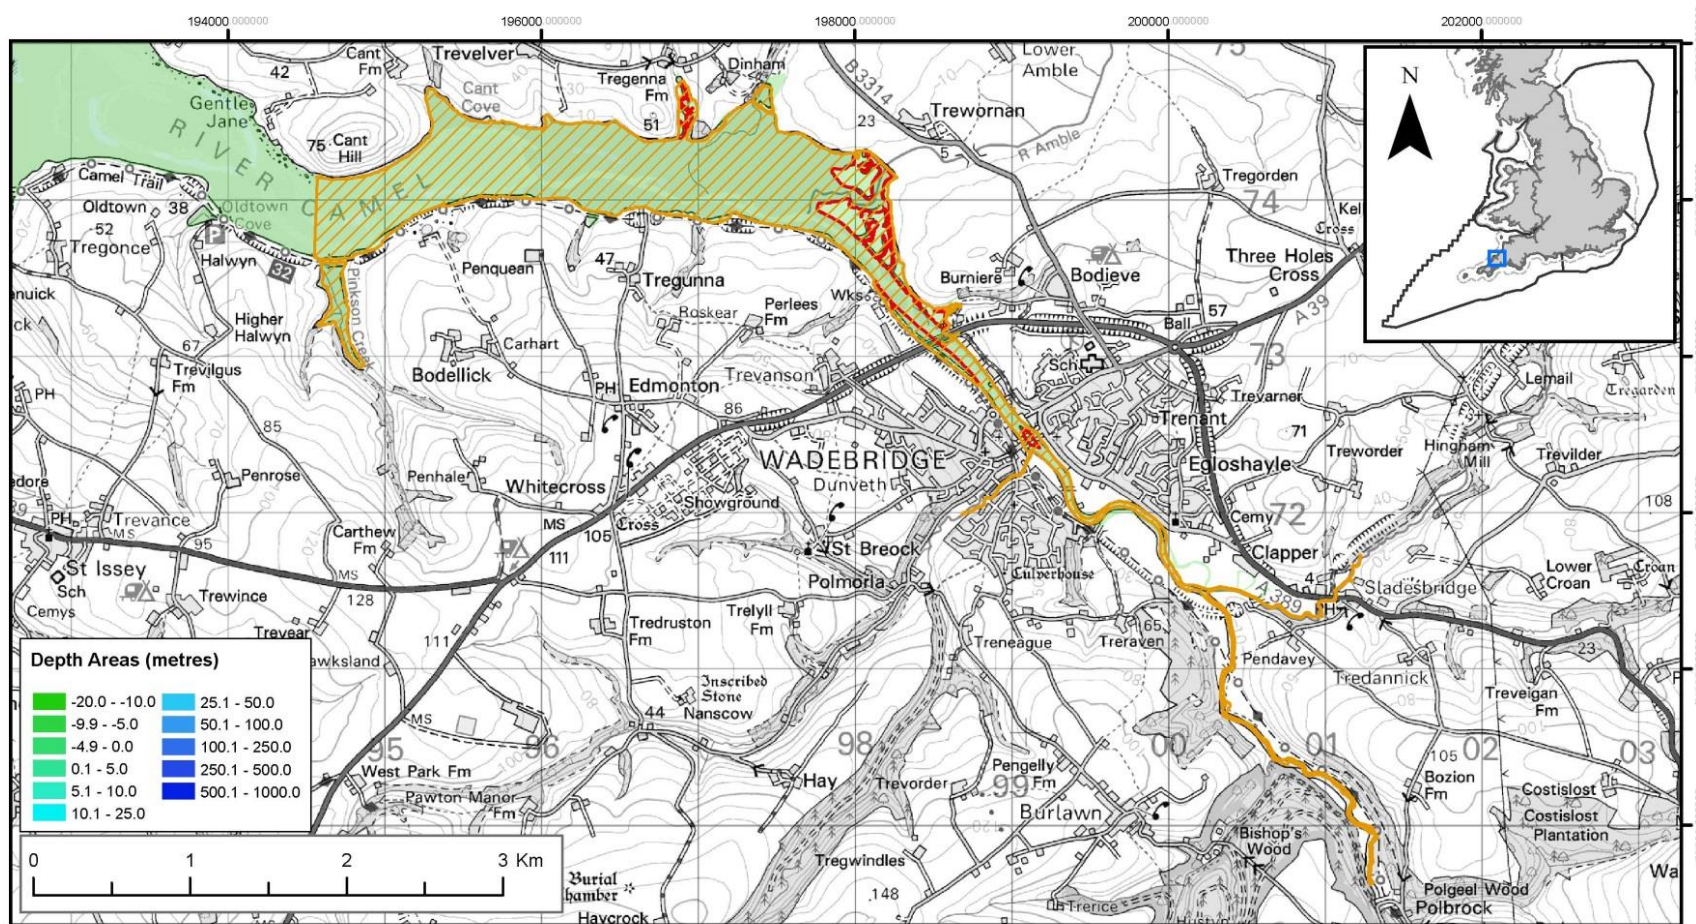 194000.000000
196000.000000
198000.000000
200000.000000
202000.000000
Cant
Fm
Trevelver
Tregenna
Fm
Dinham
B3314
Lower
Amble
75
42
Gentle
Jane
Cant
Cove
51
23
Trewornan
5
R Amble
N
75
Cant
Hill
RIVER CAMEL
Camel Trail
Oldtown
38
Oldtown
Cove
52
Tregonce
P
Halwyn
32
Pinkson Creek
Penquean
47
Tregunna
Wks
Burniere
Bodieve
Tregorden
74
Cross
Three Holes
Cross
Ball
57
A 39
Higher
Halwyn
67
Trevilgus
Fm
Roskear
Perlees
Fm
Carhart
Bodellick
PH
Edmonton
Trevanson
86
Sch
73
Trevarner
Lemail
Tregarden
PH
85
Trenant
71
Hingham
Mill
Treworder
Trevilder
Penrose
Penhale
Whitecross
WADEBRIDGE
Dunveth
Egloshayle
108
Showground
PH
Trevance
MS
95
Carthew
Fm
MS
Cross
105
111
Cemy
72
Clapper
St Issey
Sch
Cemys
Trewince
MS
128
St Breock
Polmorla
Culverhouse
A 389
4
PH
Sladesbridge
Lower
Croan
Croan
Trevear
111
Tredruston
Fm
Trelyll
Fm
Treneague
65
Treraven
Pendavey
Tredannick
23
Treveigan
Fm
Depth Areas (metres)
-20.0 - -10.0
-9.9 - -5.0
-4.9 - 0.0
0.1 - 5.0
5.1 - 10.0
10.1 - 25.0
25.1 - 50.0
50.1 - 100.0
100.1 - 250.0
250.1 - 500.0
500.1 - 1000.0
MS
Inscribed
Stone
Nanscow
44
95
96
98
00
01
02
03
West Park Fm
Pawton Manor
Fm
Hay
Trevorder
Pengelly
Fm
99
105
Bozion
Fm
Burlawn
Costislost
Costislost
Plantation
Bishop's
Wood
0 1 2 3 Km
Tregwindles
148
Burial
Chamber
Haycrock
Polgeel Wood
Polbrock